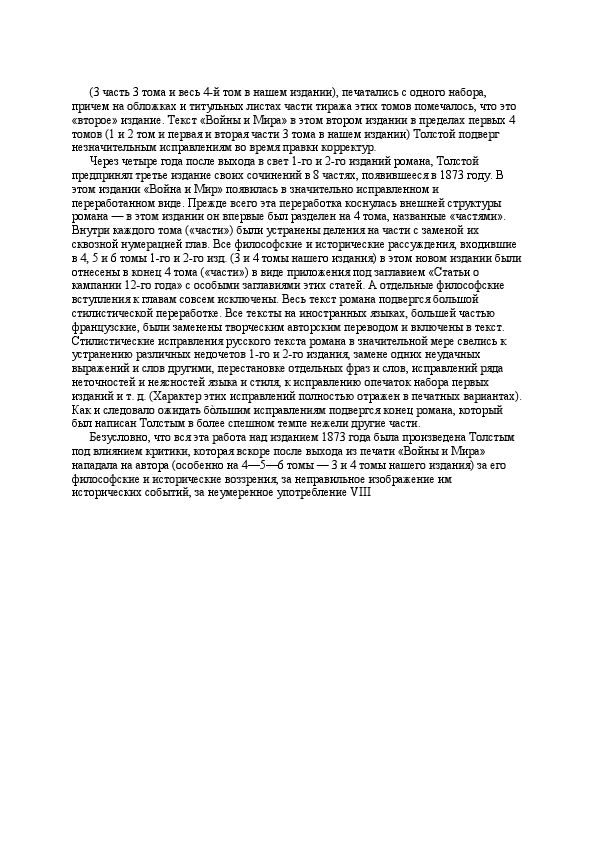 (3 часть 3 тома и весь 4-й том в нашем издании), печатались с одного набора,
причем на обложках и титульных листах части тиража этих томов помечалось, что это
«второе» издание. Текст «Войны и Мира» в этом втором издании в пределах первых 4
томов (1 и 2 том и первая и вторая части 3 тома в нашем издании) Толстой подверг
незначительным исправлениям во время правки корректур.
Через четыре года после выхода в свет 1-го и 2-го изданий романа, Толстой
предпринял третье издание своих сочинений в 8 частях, появившееся в 1873 году. В
этом издании «Война и Мир» появилась в значительно исправленном и
переработанном виде. Прежде всего эта переработка коснулась внешней структуры
романа — в этом издании он впервые был разделен на 4 тома, названные «частями».
Внутри каждого тома («части») были устранены деления на части с заменой их
сквозной нумерацией глав. Все философские и исторические рассуждения, входившие
в 4, 5 и 6 томы 1-го и 2-го изд. (3 и 4 томы нашего издания) в этом новом издании были
отнесены в конец 4 тома («части») в виде приложения под заглавием «Статьи о
кампании 12-го года» с особыми заглавиями этих статей. А отдельные философские
вступления к главам совсем исключены. Весь текст романа подвергся большой
стилистической переработке. Все тексты на иностранных языках, большей частью
французские, были заменены творческим авторским переводом и включены в текст.
Стилистические исправления русского текста романа в значительной мере свелись к
устранению различных недочетов 1-го и 2-го издания, замене одних неудачных
выражений и слов другими, перестановке отдельных фраз и слов, исправлений ряда
неточностей и неясностей языка и стиля, к исправлению опечаток набора первых
изданий и т. д. (Характер этих исправлений полностью отражен в печатных вариантах).
Как и следовало ожидать бо̀льшим исправлениям подвергся конец романа, который
был написан Толстым в более спешном темпе нежели другие части.
Безусловно, что вся эта работа над изданием 1873 года была произведена Толстым
под влиянием критики, которая вскоре после выхода из печати «Войны и Мира»
нападала на автора (особенно на 4—5—6 томы — 3 и 4 томы нашего издания) за его
философские и исторические воззрения, за неправильное изображение им
исторических событий, за неумеренное употребление VIII